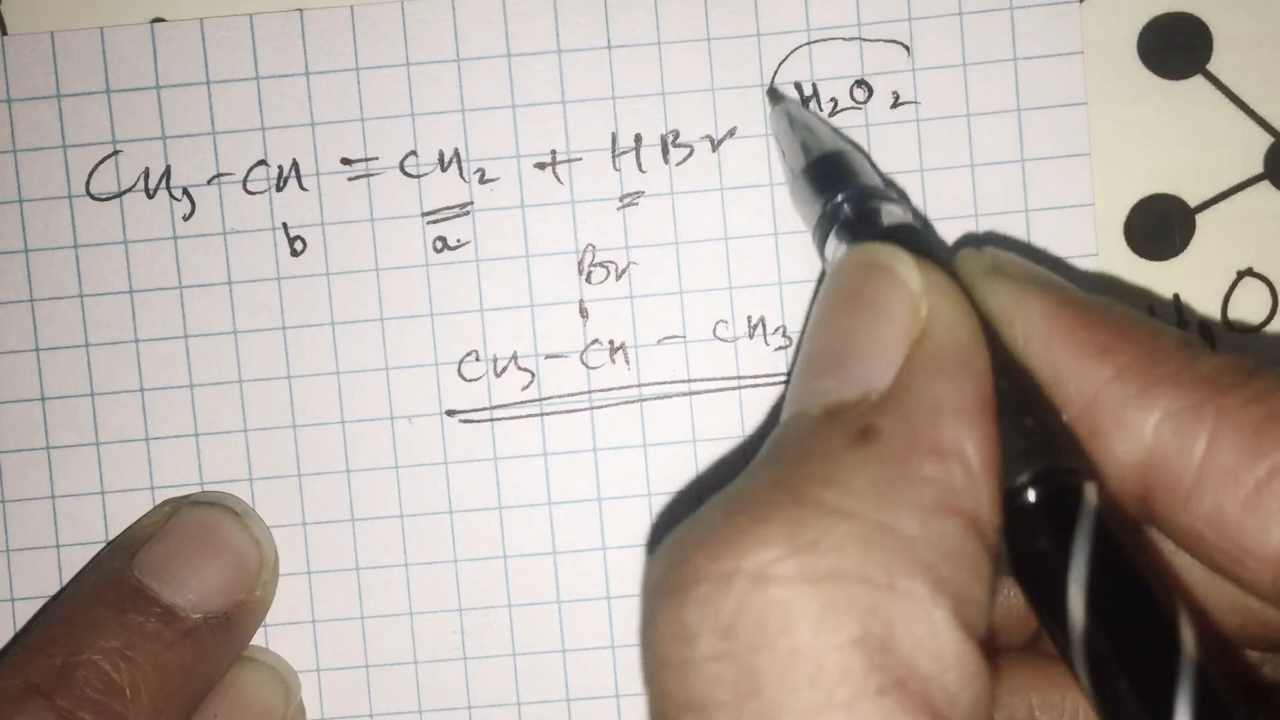 H₂O₂
CH₃-CH=CH₂ + HBr
b a
Br
CH₃-CH-CH₃